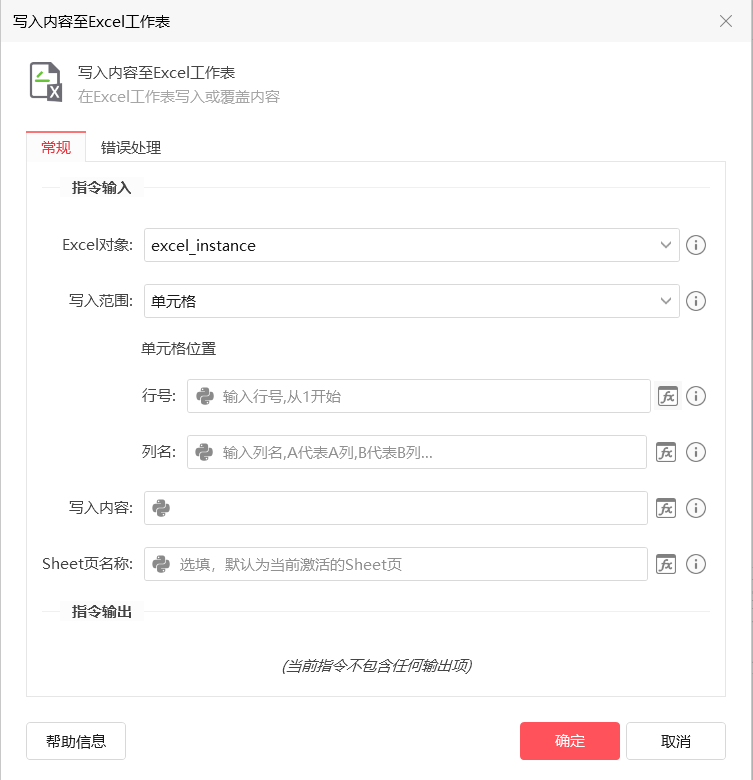 写入内容至Excel工作表
写入内容至Excel工作表
在Excel工作表写入或覆盖内容
常规 错误处理
指令输入
Excel对象: excel_instance
写入范围: 单元格
单元格位置
行号: 输入行号,从1开始 fx
列名: 输入列名,A代表A列,B代表B列... fx
写入内容: fx
Sheet页名称: 选填，默认为当前激活的Sheet页 fx
指令输出
(当前指令不包含任何输出项)
帮助信息 确定 取消